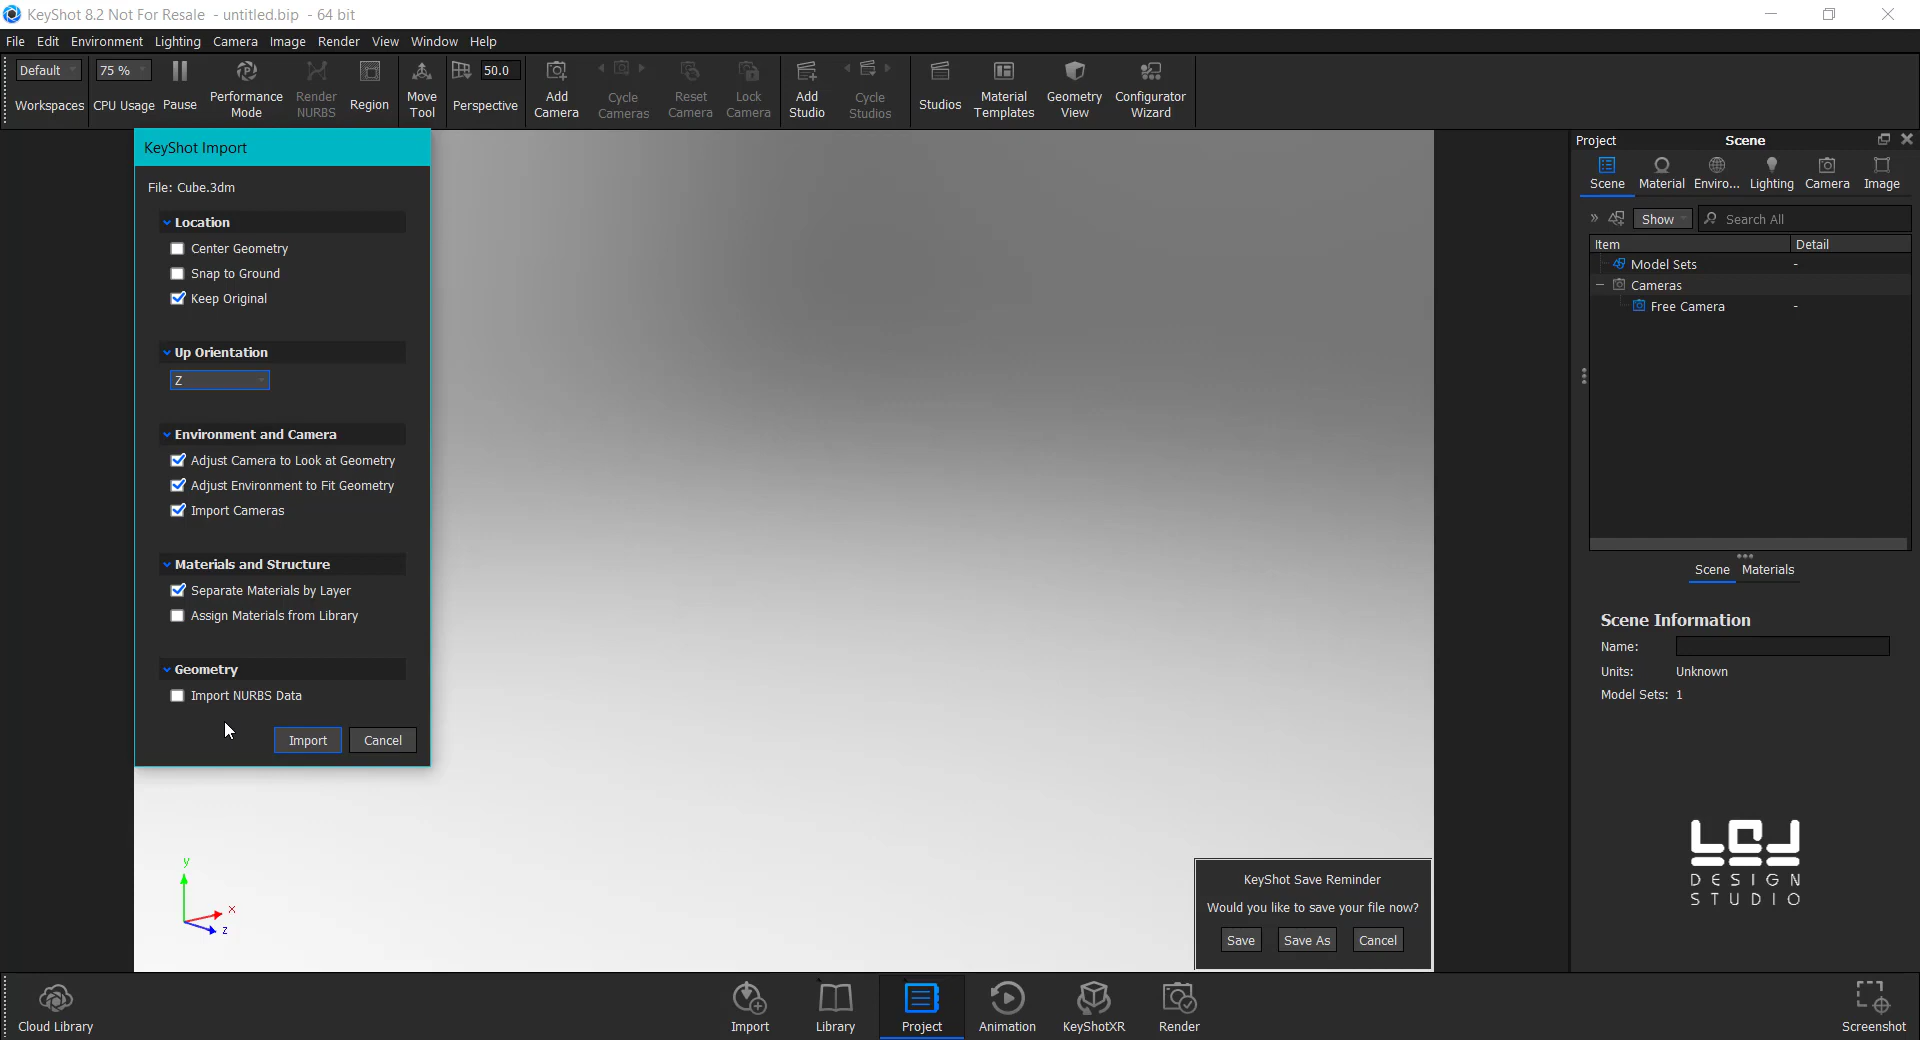 KeyShot 8.2 Not For Resale - untitled.bip - 64 bit
File Edit Environment Lighting Camera Image Render View Window Help
Default 75 % 50.0
Workspaces CPU Usage Pause Performance Mode Render NURBS Region Move Tool Perspective Add Camera Cycle Cameras Reset Camera Lock Camera Add Studio Cycle Studios Studios Material Templates Geometry View Configurator Wizard
KeyShot Import
File: Cube.3dm
Location
Center Geometry
Snap to Ground
Keep Original
Up Orientation
Z
Environment and Camera
Adjust Camera to Look at Geometry
Adjust Environment to Fit Geometry
Import Cameras
Materials and Structure
Separate Materials by Layer
Assign Materials from Library
Geometry
Import NURBS Data
Import Cancel
y
x
z
KeyShot Save Reminder
Would you like to save your file now?
Save Save As Cancel
Project Scene
Scene Material Enviro... Lighting Camera Image
» Show Search All
Item Detail
Model Sets -
Cameras
Free Camera -
Scene Materials
Scene Information
Name:
Units: Unknown
Model Sets: 1
DESIGN
STUDIO
Cloud Library Import Library Project Animation KeyShotXR Render Screenshot